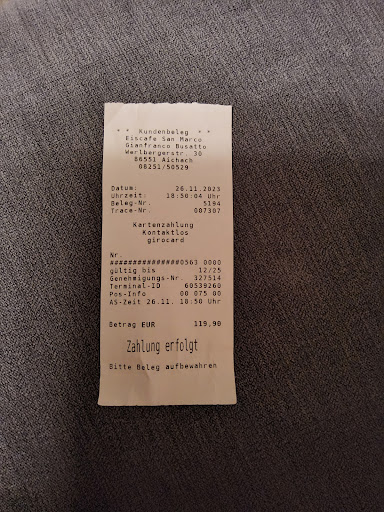 * * Kundenbeleg * *
Eiscafe San Marco
Gianfranco Busatto
Werlbergerstr. 30
86551 Aichach
08251/50529
Datum: 26.11.2023
Uhrzeit: 18:50:04 Uhr
Beleg-Nr. 5194
Trace-Nr. 007307
Kartenzahlung
Kontaktlos
girocard
Nr.
###############0563 0000
gültig bis 12/25
Genehmigungs-Nr. 327514
Terminal-ID 60539260
Pos-Info 00 075 00
AS-Zeit 26.11. 18:50 Uhr
Betrag EUR 119,90
Zahlung erfolgt
Bitte Beleg aufbewahren